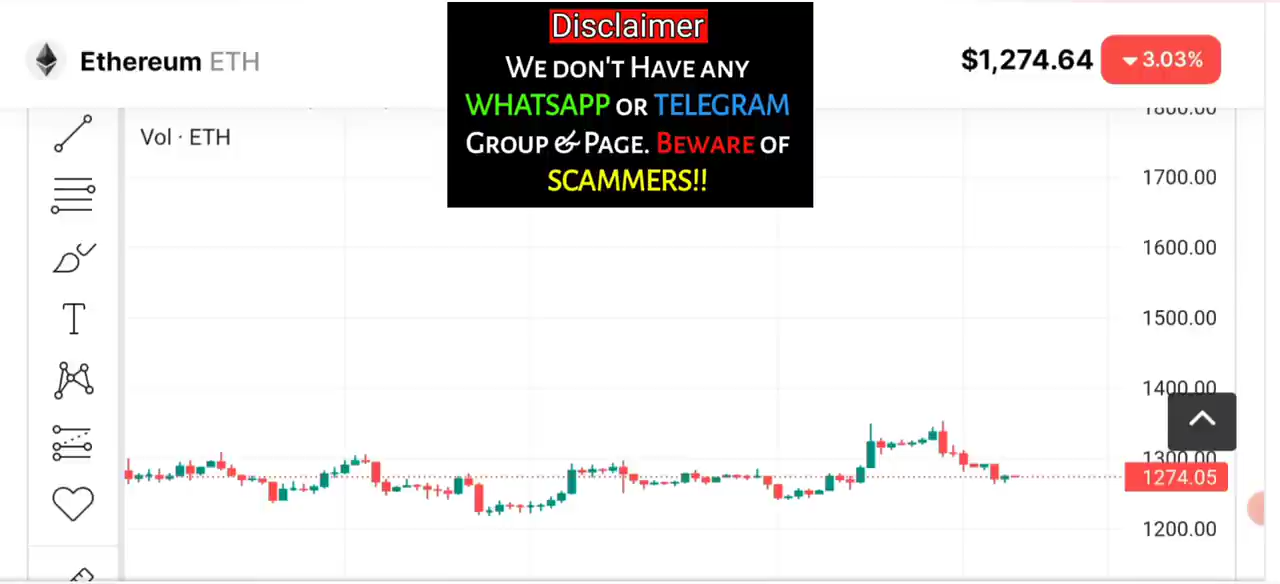 Disclaimer
WE DON'T HAVE ANY
WHATSAPP OR TELEGRAM
GROUP & PAGE. BEWARE OF
SCAMMERS!!
Ethereum ETH
$1,274.64
3.03%
Vol · ETH
1800.00
1700.00
1600.00
1500.00
1400.00
1300.00
1274.05
1200.00